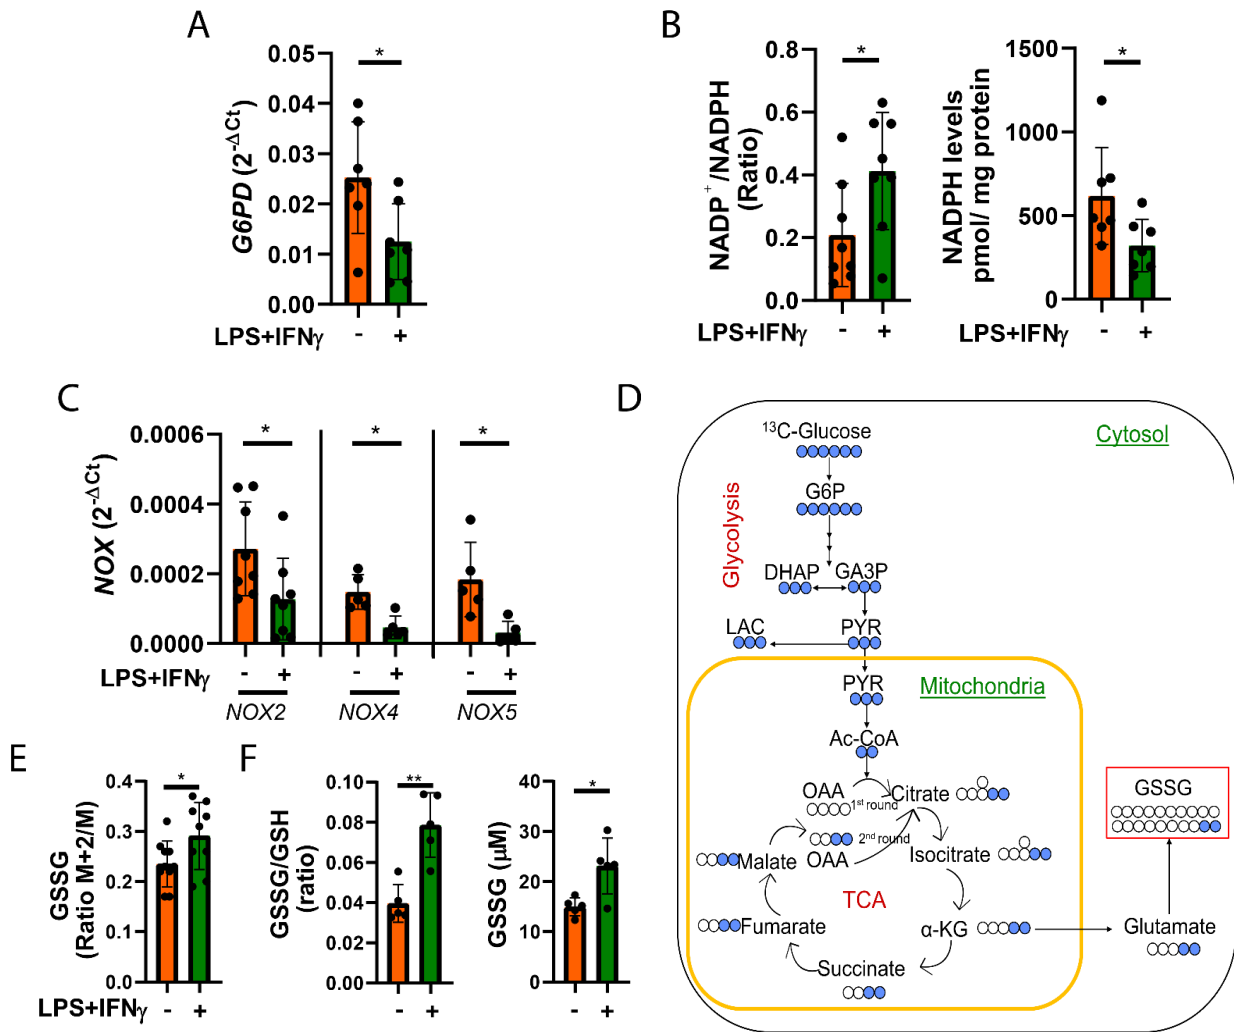 A
0.05
0.04
0.03
0.02
0.01
0.00
G6PD (2^-ΔCt)
*
LPS+IFNγ - +
B
0.8
0.6
0.4
0.2
0.0
NADP+/NADPH
(Ratio)
*
LPS+IFNγ - +
1500
1000
500
0
NADPH levels
pmol/ mg protein
*
LPS+IFNγ - +
C
0.0006
0.0004
0.0002
0.0000
NOX (2^-ΔCt)
* * *
LPS+IFNγ - + - + - +
NOX2 NOX4 NOX5
D
Cytosol
13C-Glucose
G6P
Glycolysis
DHAP GA3P
LAC PYR
Mitochondria
PYR
Ac-CoA
OAA
1st round
Citrate
2nd round
OAA
Malate
Isocitrate
TCA
Fumarate
α-KG
Succinate
GSSG
Glutamate
E
0.4
0.3
0.2
0.1
0
GSSG
(Ratio M+2/M)
*
LPS+IFNγ - +
F
0.10
0.08
0.06
0.04
0.02
0.00
GSSSG/GSH
(ratio)
**
- +
40
30
20
10
0
GSSG (μM)
*
- +